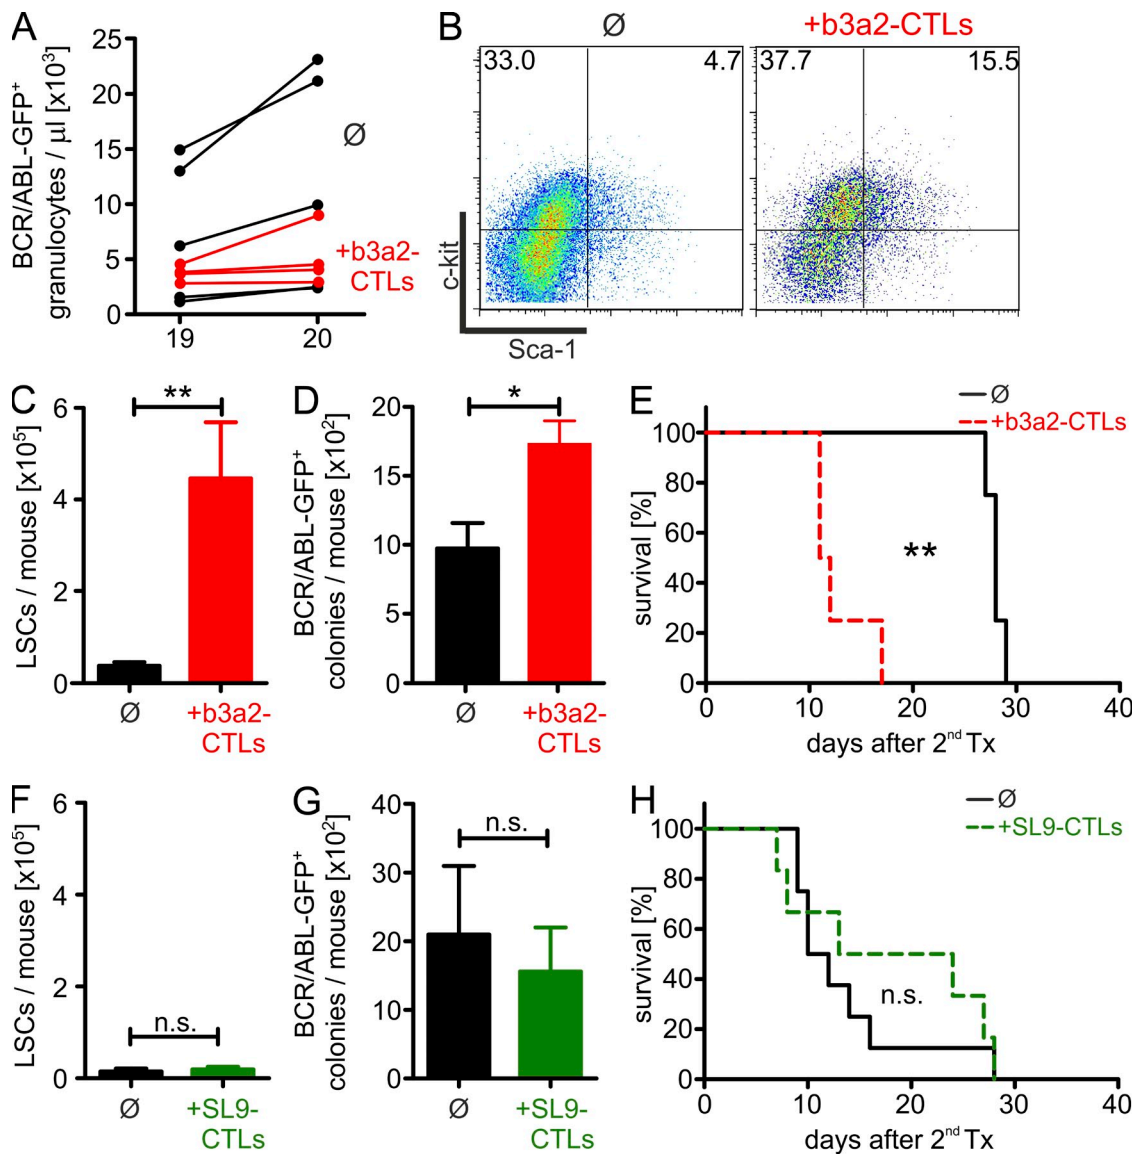 A
BCR/ABL-GFP⁺
granulocytes / µl [x10³]
25
20
15
10
5
0
19
20
Ø
+b3a2-
CTLs
B
Ø
+b3a2-CTLs
33.0
4.7
37.7
15.5
c-kit
Sca-1
C
LSCs / mouse [x10⁵]
6
4
2
0
**
Ø
+b3a2-
CTLs
D
BCR/ABL-GFP⁺
colonies / mouse [x10²]
20
15
10
5
0
*
Ø
+b3a2-
CTLs
E
Ø
+b3a2-CTLs
survival [%]
100
80
60
40
20
0
**
0
10
20
30
40
days after 2ⁿᵈ Tx
F
LSCs / mouse [x10⁵]
6
4
2
0
n.s.
Ø
+SL9-
CTLs
G
BCR/ABL-GFP⁺
colonies / mouse [x10²]
40
30
20
10
0
n.s.
Ø
+SL9-
CTLs
H
Ø
+SL9-CTLs
survival [%]
100
80
60
40
20
0
n.s.
0
10
20
30
40
days after 2ⁿᵈ Tx